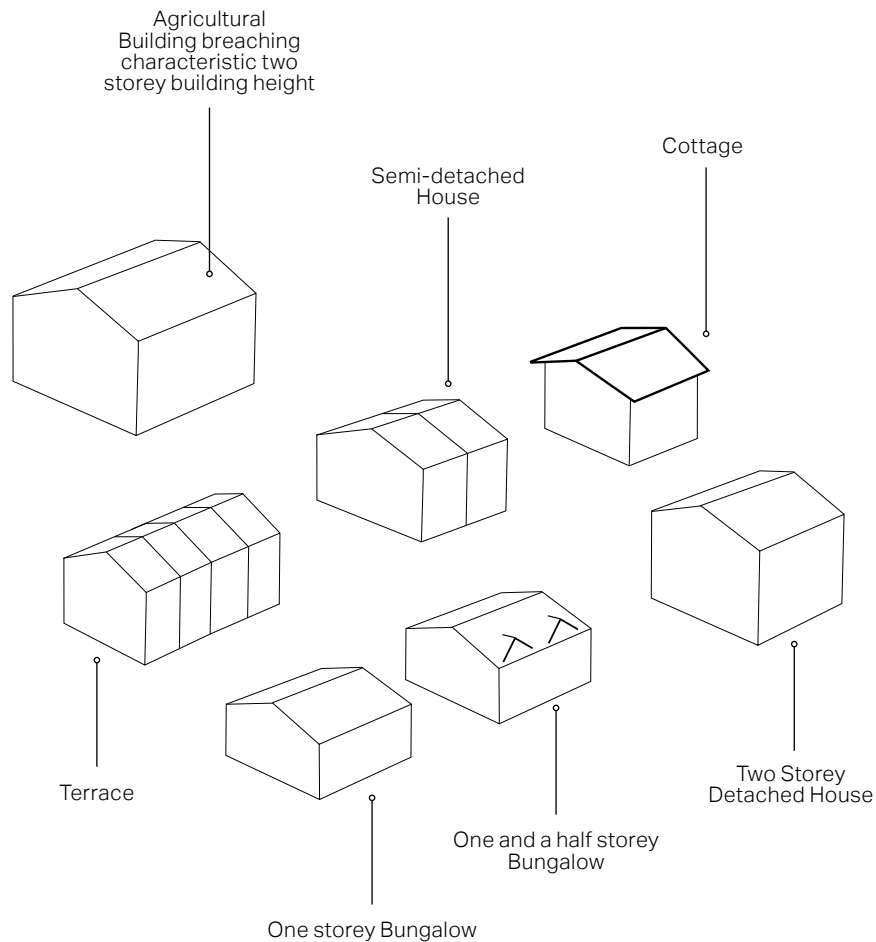 Agricultural
Building breaching
characteristic two
storey building height
Cottage
Semi-detached
House
Terrace
Two Storey
Detached House
One and a half storey
Bungalow
One storey Bungalow